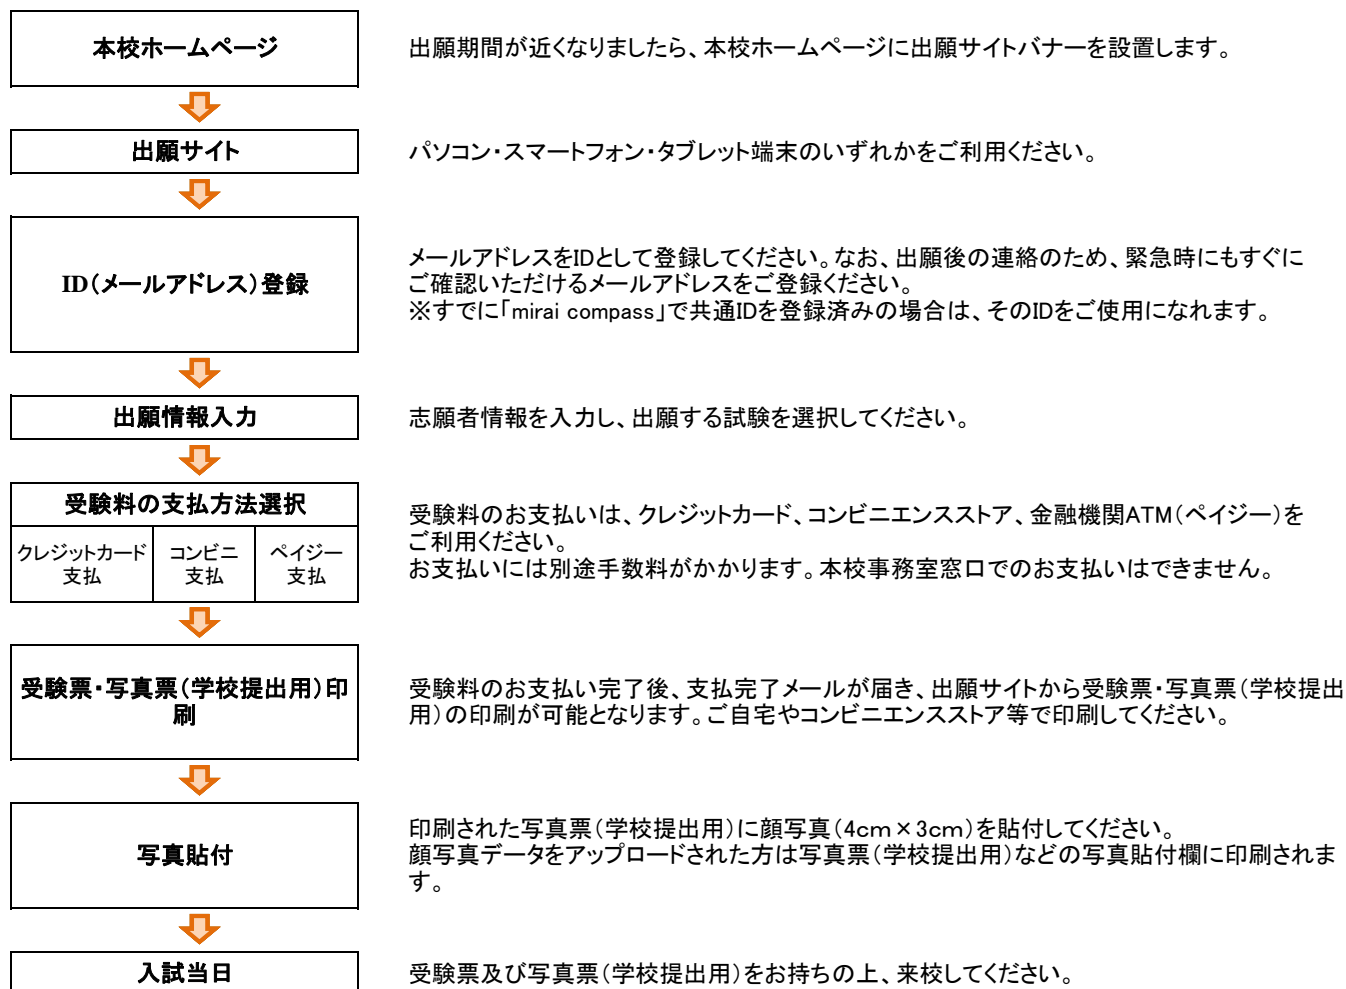 本校ホームページ
出願期間が近くなりましたら、本校ホームページに出願サイトバナーを設置します。
出願サイト
パソコン・スマートフォン・タブレット端末のいずれかをご利用ください。
ID（メールアドレス）登録
メールアドレスをIDとして登録してください。なお、出願後の連絡のため、緊急時にもすぐに
ご確認いただけるメールアドレスをご登録ください。
※すでに「mirai compass」で共通IDを登録済みの場合は、そのIDをご使用になれます。
出願情報入力
志願者情報を入力し、出願する試験を選択してください。
受験料の支払方法選択
クレジットカード
支払
コンビニ
支払
ペイジー
支払
受験料のお支払いは、クレジットカード、コンビニエンスストア、金融機関ATM（ペイジー）を
ご利用ください。
お支払いには別途手数料がかかります。本校事務室窓口でのお支払いはできません。
受験票・写真票（学校提出用）印
刷
受験料のお支払い完了後、支払完了メールが届き、出願サイトから受験票・写真票（学校提出
用）の印刷が可能となります。ご自宅やコンビニエンスストア等で印刷してください。
写真貼付
印刷された写真票（学校提出用）に顔写真（4cm×3cm）を貼付してください。
顔写真データをアップロードされた方は写真票（学校提出用）などの写真貼付欄に印刷されま
す。
入試当日
受験票及び写真票（学校提出用）をお持ちの上、来校してください。